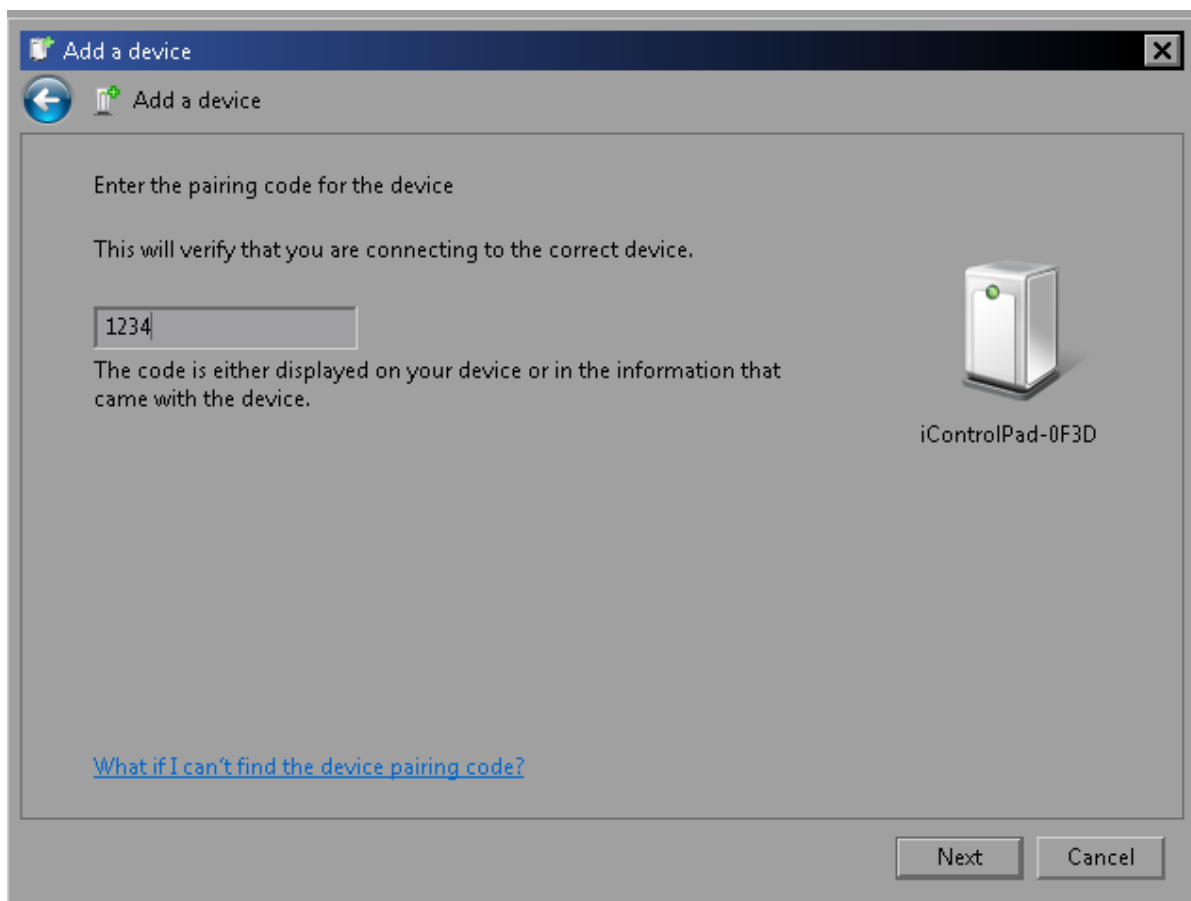 Add a device
Add a device
Enter the pairing code for the device
This will verify that you are connecting to the correct device.
1234
The code is either displayed on your device or in the information that
came with the device.
iControlPad-0F3D
What if I can't find the device pairing code?
Next
Cancel